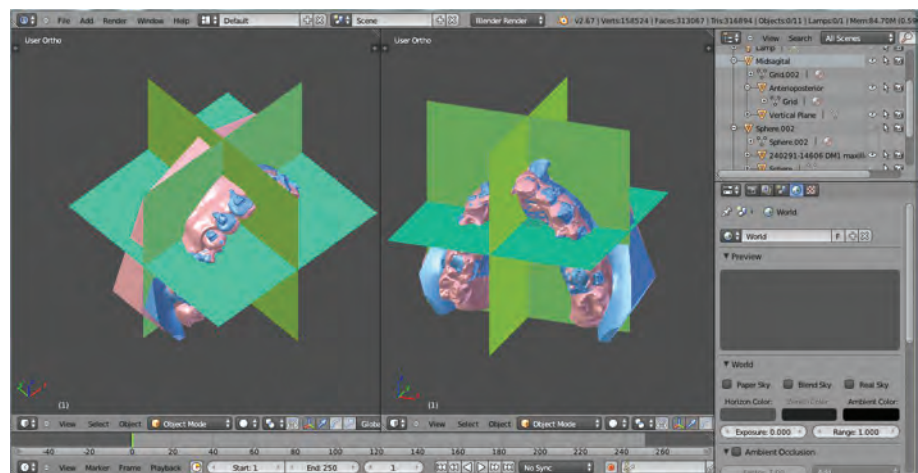 File Add Render Window Help Default Scene Blender Render v2.67 | Verts:158524 | Faces:313067 | Tris:316894 | Objects:0/11 | Lamps:0/1 | Mem:84.70M (0.59
User Ortho
User Ortho
View Search All Scenes
Lamp
Midsagital
Grid.002
Anterioposterior
Grid
Vertical Plane
Sphere.002
Sphere.002
240291-14606 DM1 maxill
Sphere
World
World F
Preview
World
Paper Sky Blend Sky Real Sky
Horizon Color: Ambient Color:
Exposure: 0.000 Range: 1.000
Ambient Occlusion
(1)
(1)
View Select Object Object Mode Globa
View Select Object Object Mode
-40 -20 0 20 40 60 80 100 120 140 160 180 200 220 240 260
View Marker Frame Playback Start: 1 End: 250 1 No Sync